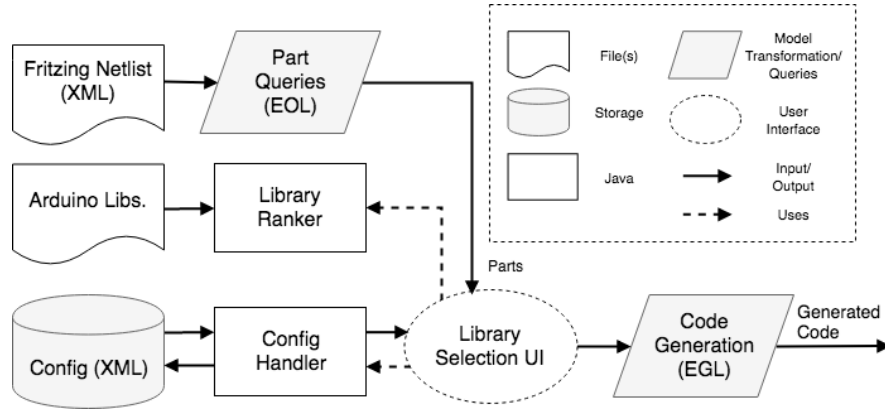 Fritzing Netlist
(XML)
Part
Queries
(EOL)
File(s)
Model
Transformation/
Queries
Storage
User
Interface
Arduino Libs.
Library
Ranker
Java
Input/
Output
Uses
Parts
Config (XML)
Config
Handler
Library
Selection UI
Code
Generation
(EGL)
Generated
Code